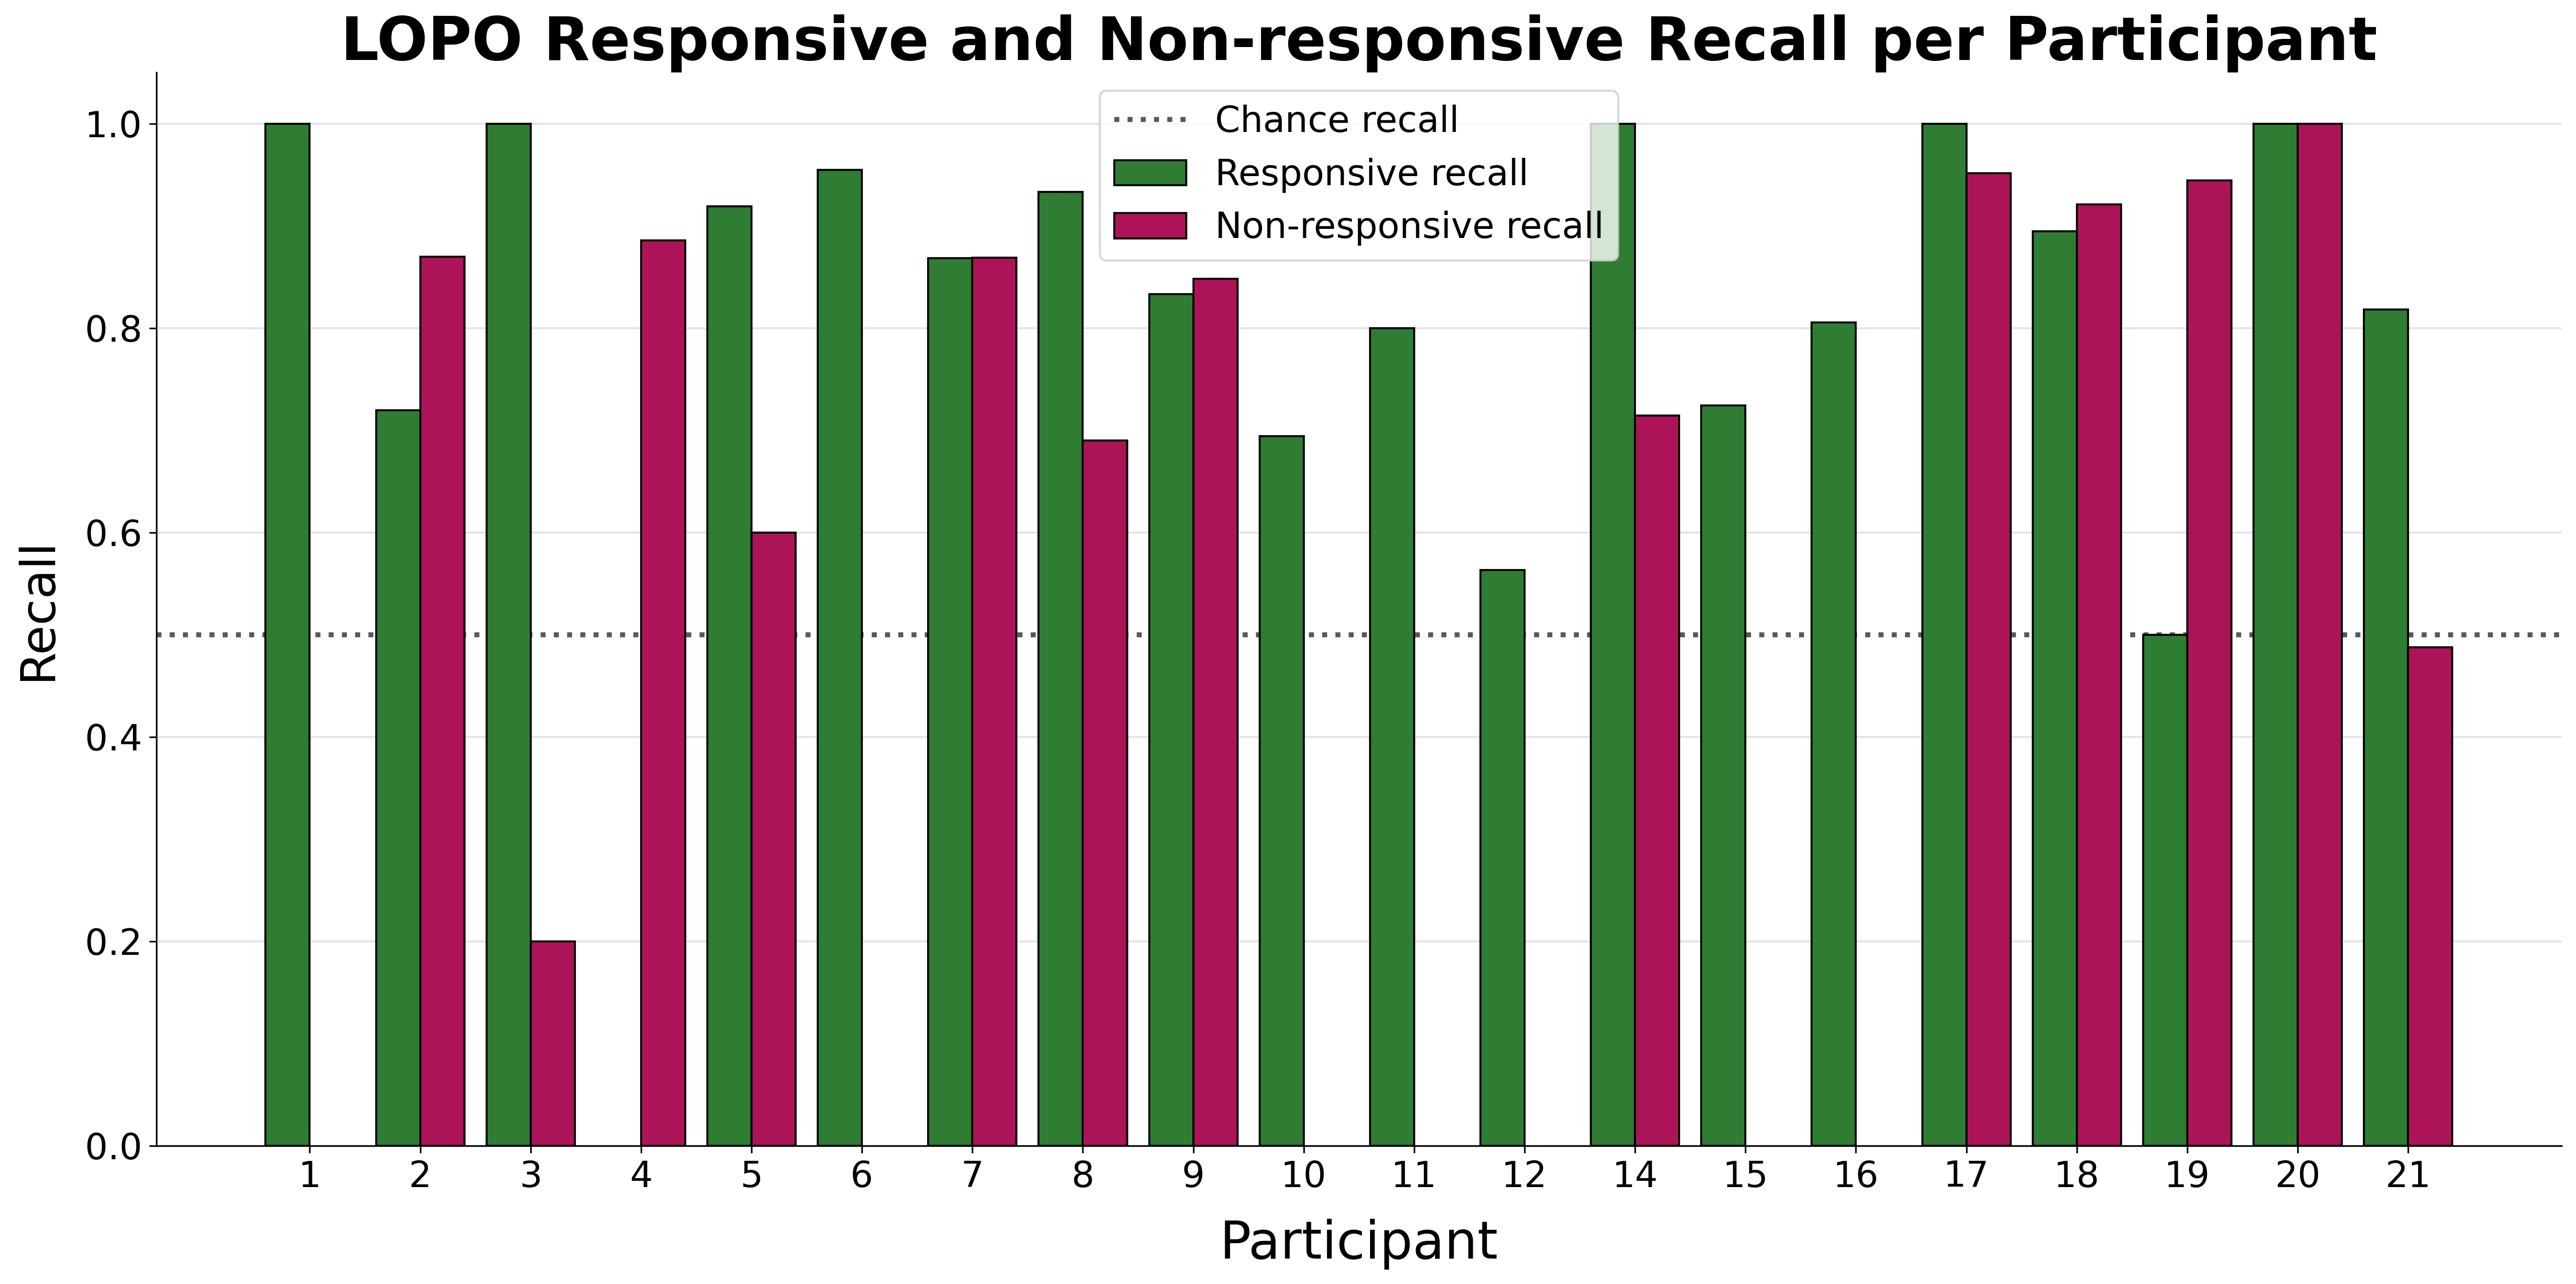 LOPO Responsive and Non-responsive Recall per Participant
Chance recall
Responsive recall
Non-responsive recall
1.0
0.8
0.6
0.4
0.2
0.0
Recall
1 2 3 4 5 6 7 8 9 10 11 12 14 15 16 17 18 19 20 21
Participant